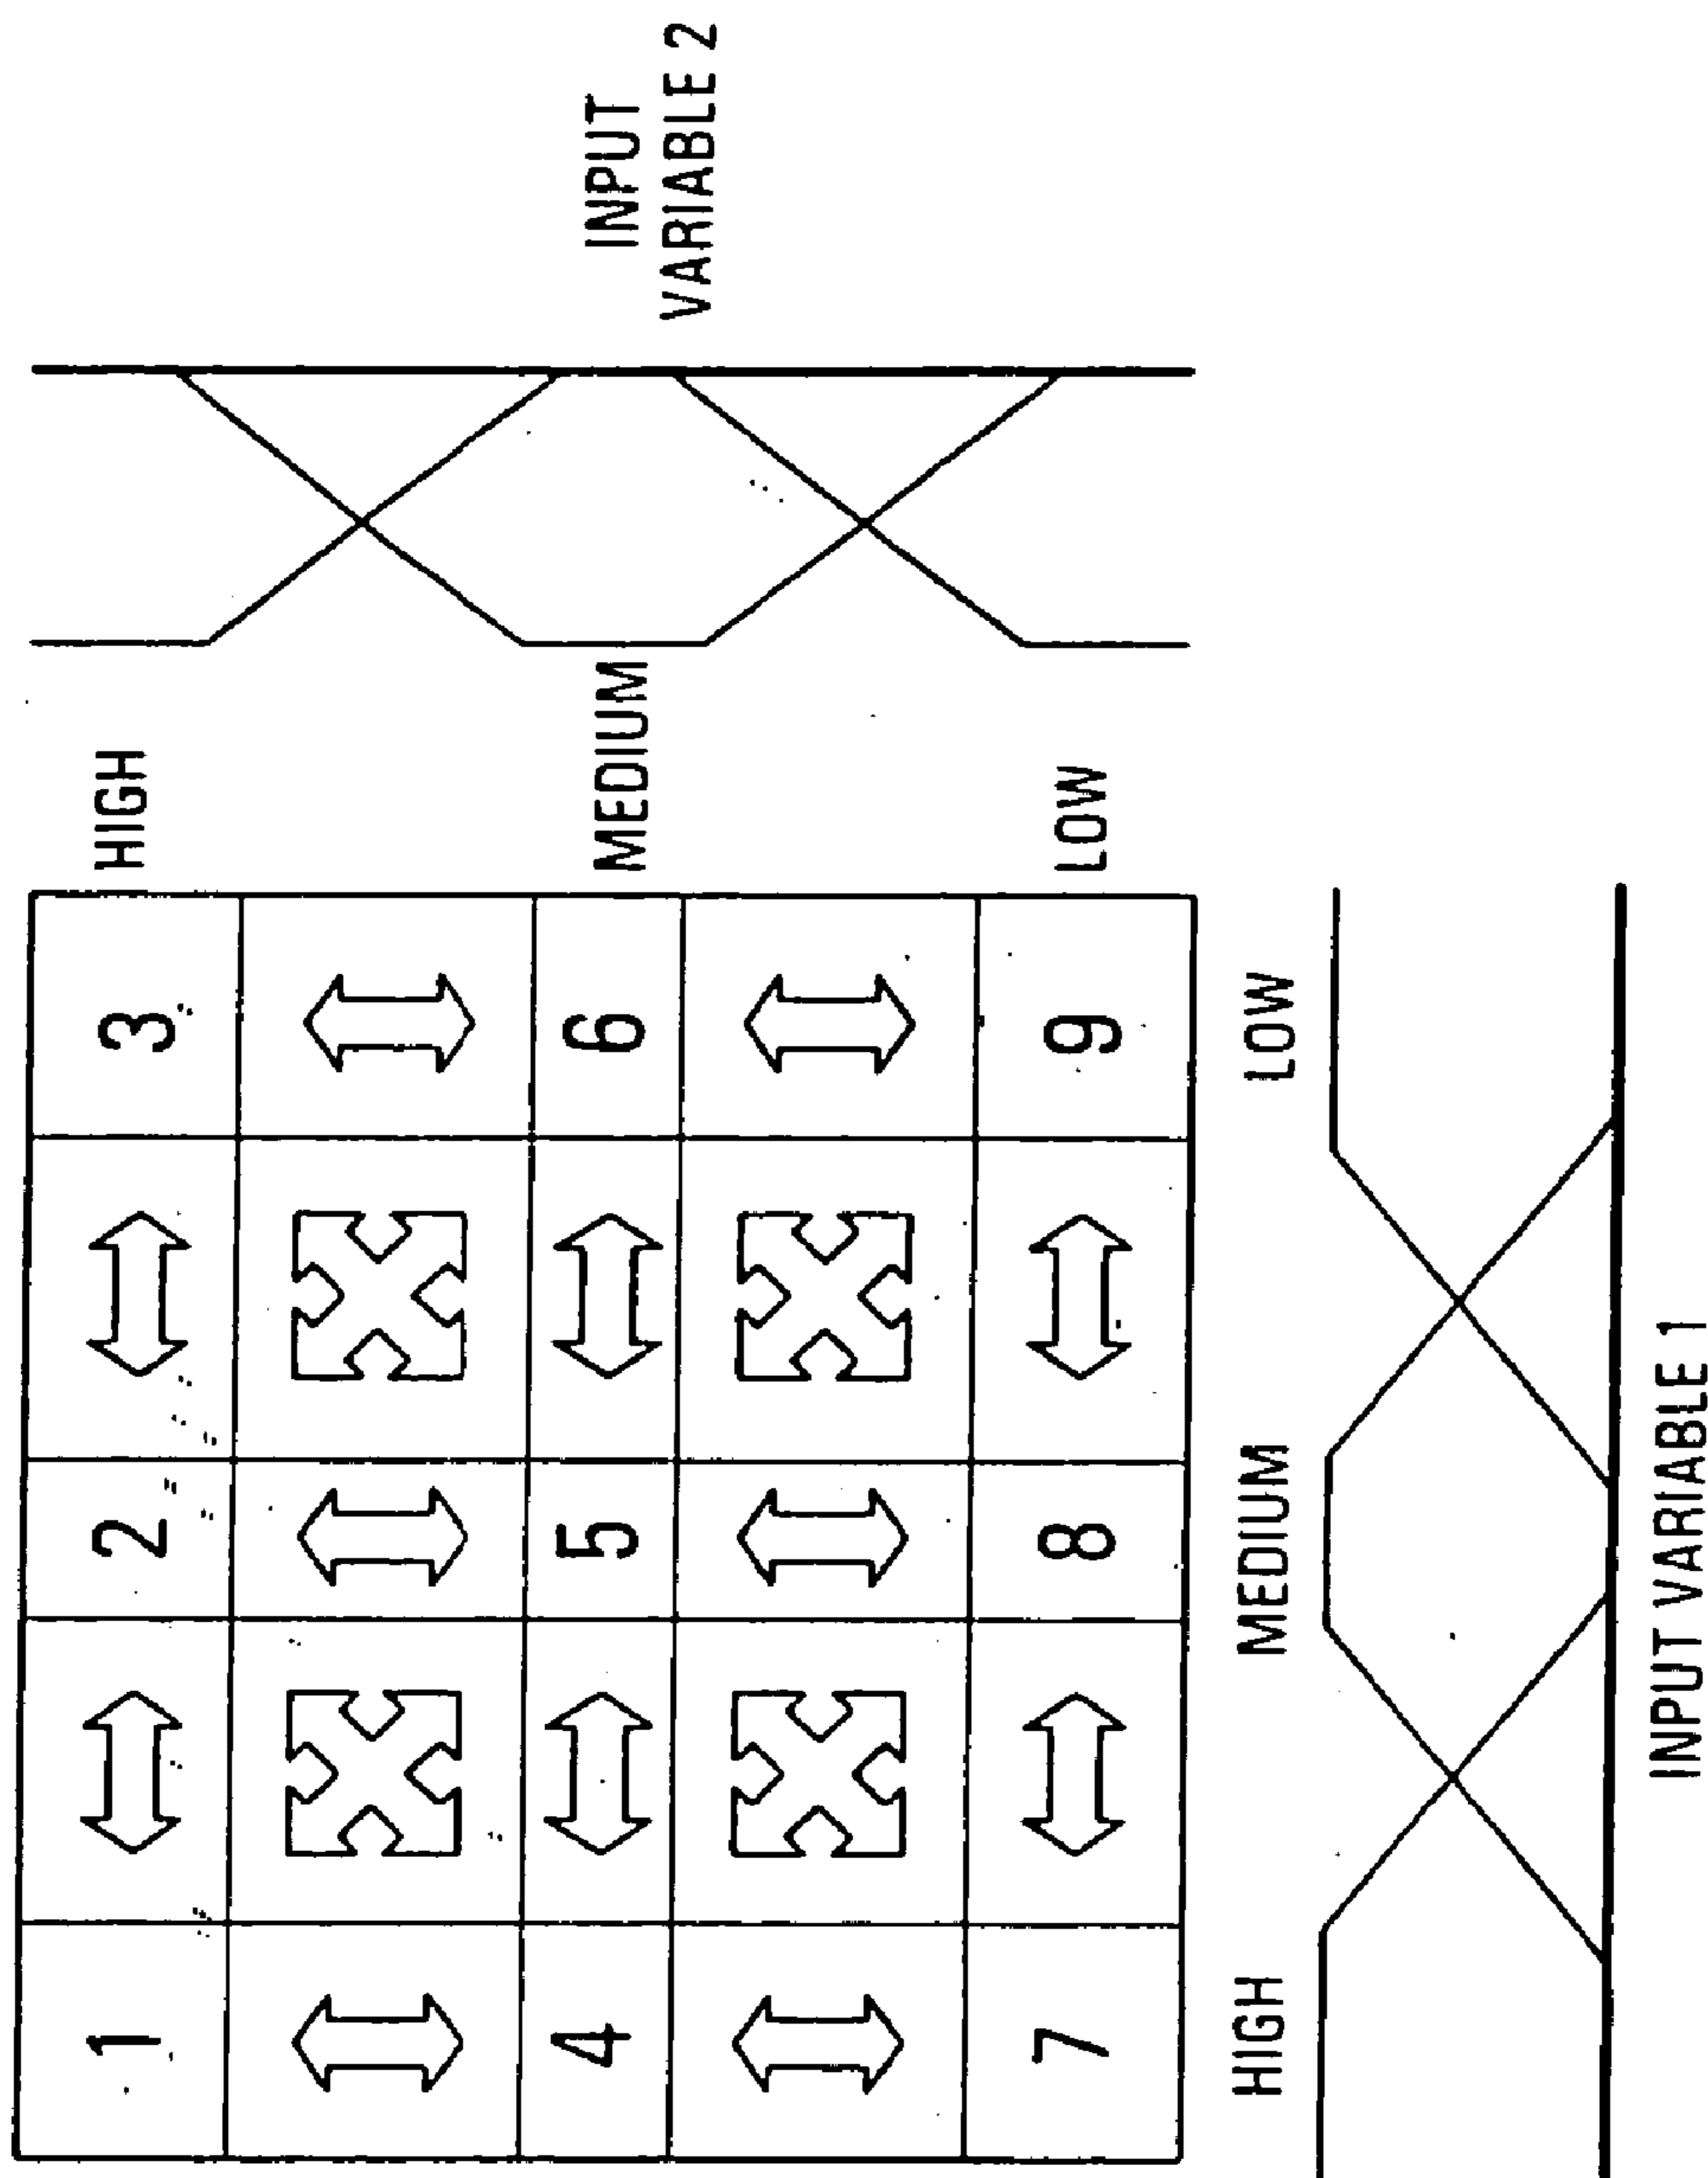 1 2 3 HIGH
4 5 6 MEDIUM
INPUT
VARIABLE 2
7 8 9 LOW
HIGH MEDIUM LOW
INPUT VARIABLE 1